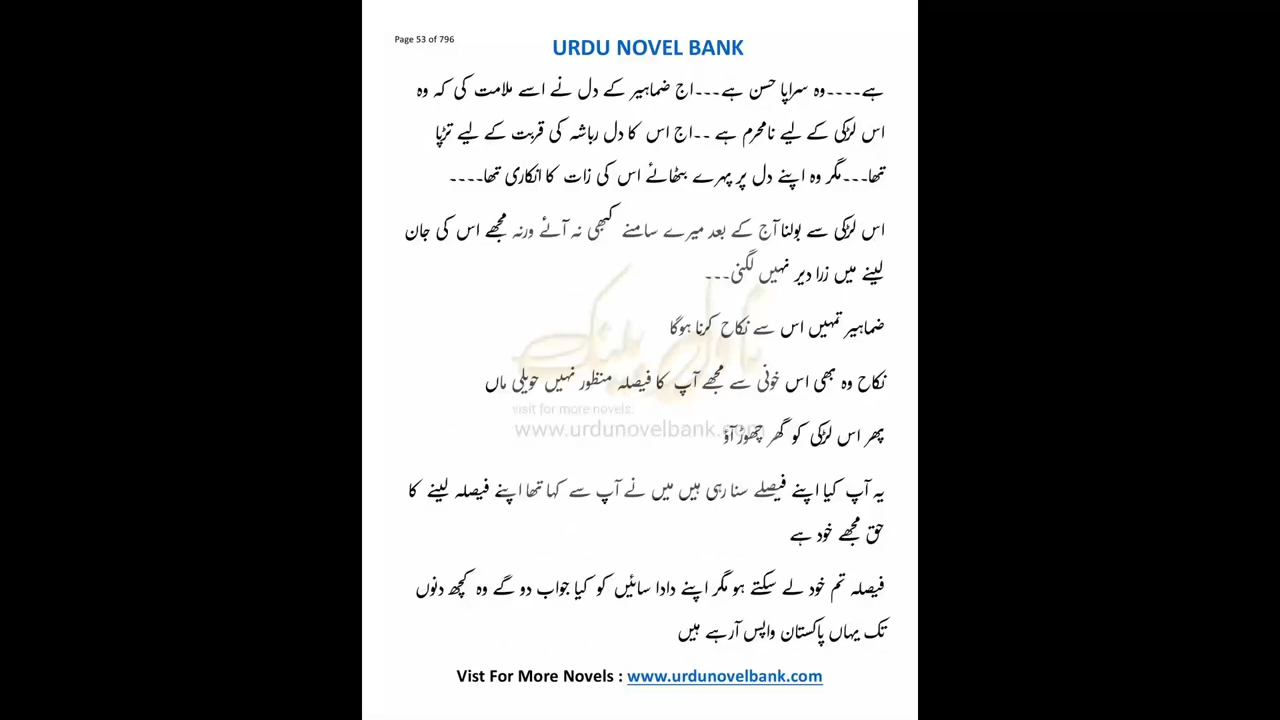 Page 53 of 796
URDU NOVEL BANK
ہے۔۔۔۔وہ سراپا حسن ہے۔۔۔اج ضماہیر کے دل نے اسے ملامت کی کہ وہ
اس لڑکی کے لیے نامحرم ہے ۔۔اج اس کا دل رباشہ کی قربت کے لیے تڑپا
تھا۔۔۔مگر وہ اپنے دل پر پہرے بٹھائے اس کی زات کا انکاری تھا۔۔۔۔
اس لڑکی سے بولنا آج کے بعد میرے سامنے کبھی نہ آئے ورنہ مجھے اس کی جان
لینے میں زرا دیر نہیں لگنی۔۔۔
ضماہیر تمہیں اس سے نکاح کرنا ہوگا
نکاح وہ بھی اس خونی سے مجھے آپ کا فیصلہ منظور نہیں حویلی ماں
visit for more novels:
www.urdunovelbank.com
پھر اس لڑکی کو گھر چھوڑ آؤ
یہ آپ کیا اپنے فیصلے سنا رہی ہیں میں نے آپ سے کہا تھا اپنے فیصلہ لینے کا
حق مجھے خود ہے
فیصلہ تم خود لے سکتے ہو مگر اپنے دادا سائیں کو کیا جواب دو گے وہ کچھ دنوں
تک یہاں پاکستان واپس آرہے ہیں
Vist For More Novels : www.urdunovelbank.com